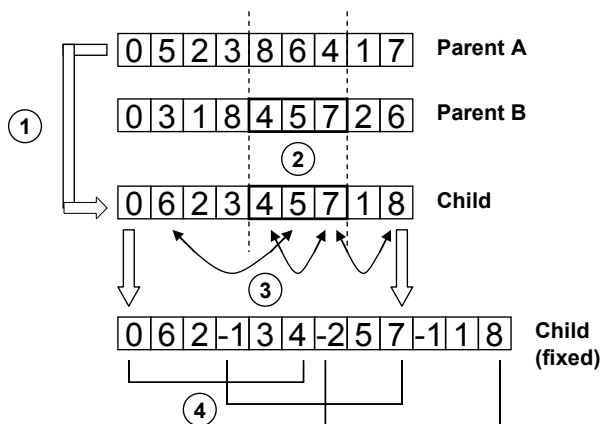 0 5 2 3 8 6 4 1 7 Parent A
1
0 3 1 8 4 5 7 2 6 Parent B
2
0 6 2 3 4 5 7 1 8 Child
3
0 6 2 -1 3 4 -2 5 7 -1 1 8 Child
(fixed)
4